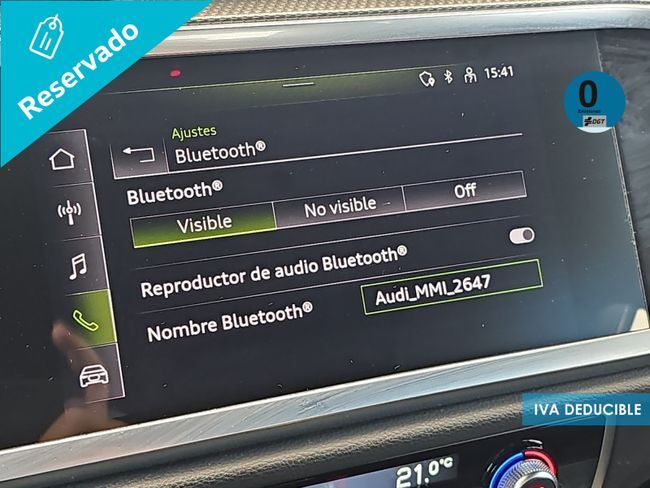 Reservado
15:41
0
Emisiones
DGT
Ajustes
Bluetooth®
Bluetooth®
Visible
No visible
Off
Reproductor de audio Bluetooth®
Nombre Bluetooth®
Audi_MMI_2647
IVA DEDUCIBLE
21,0°C